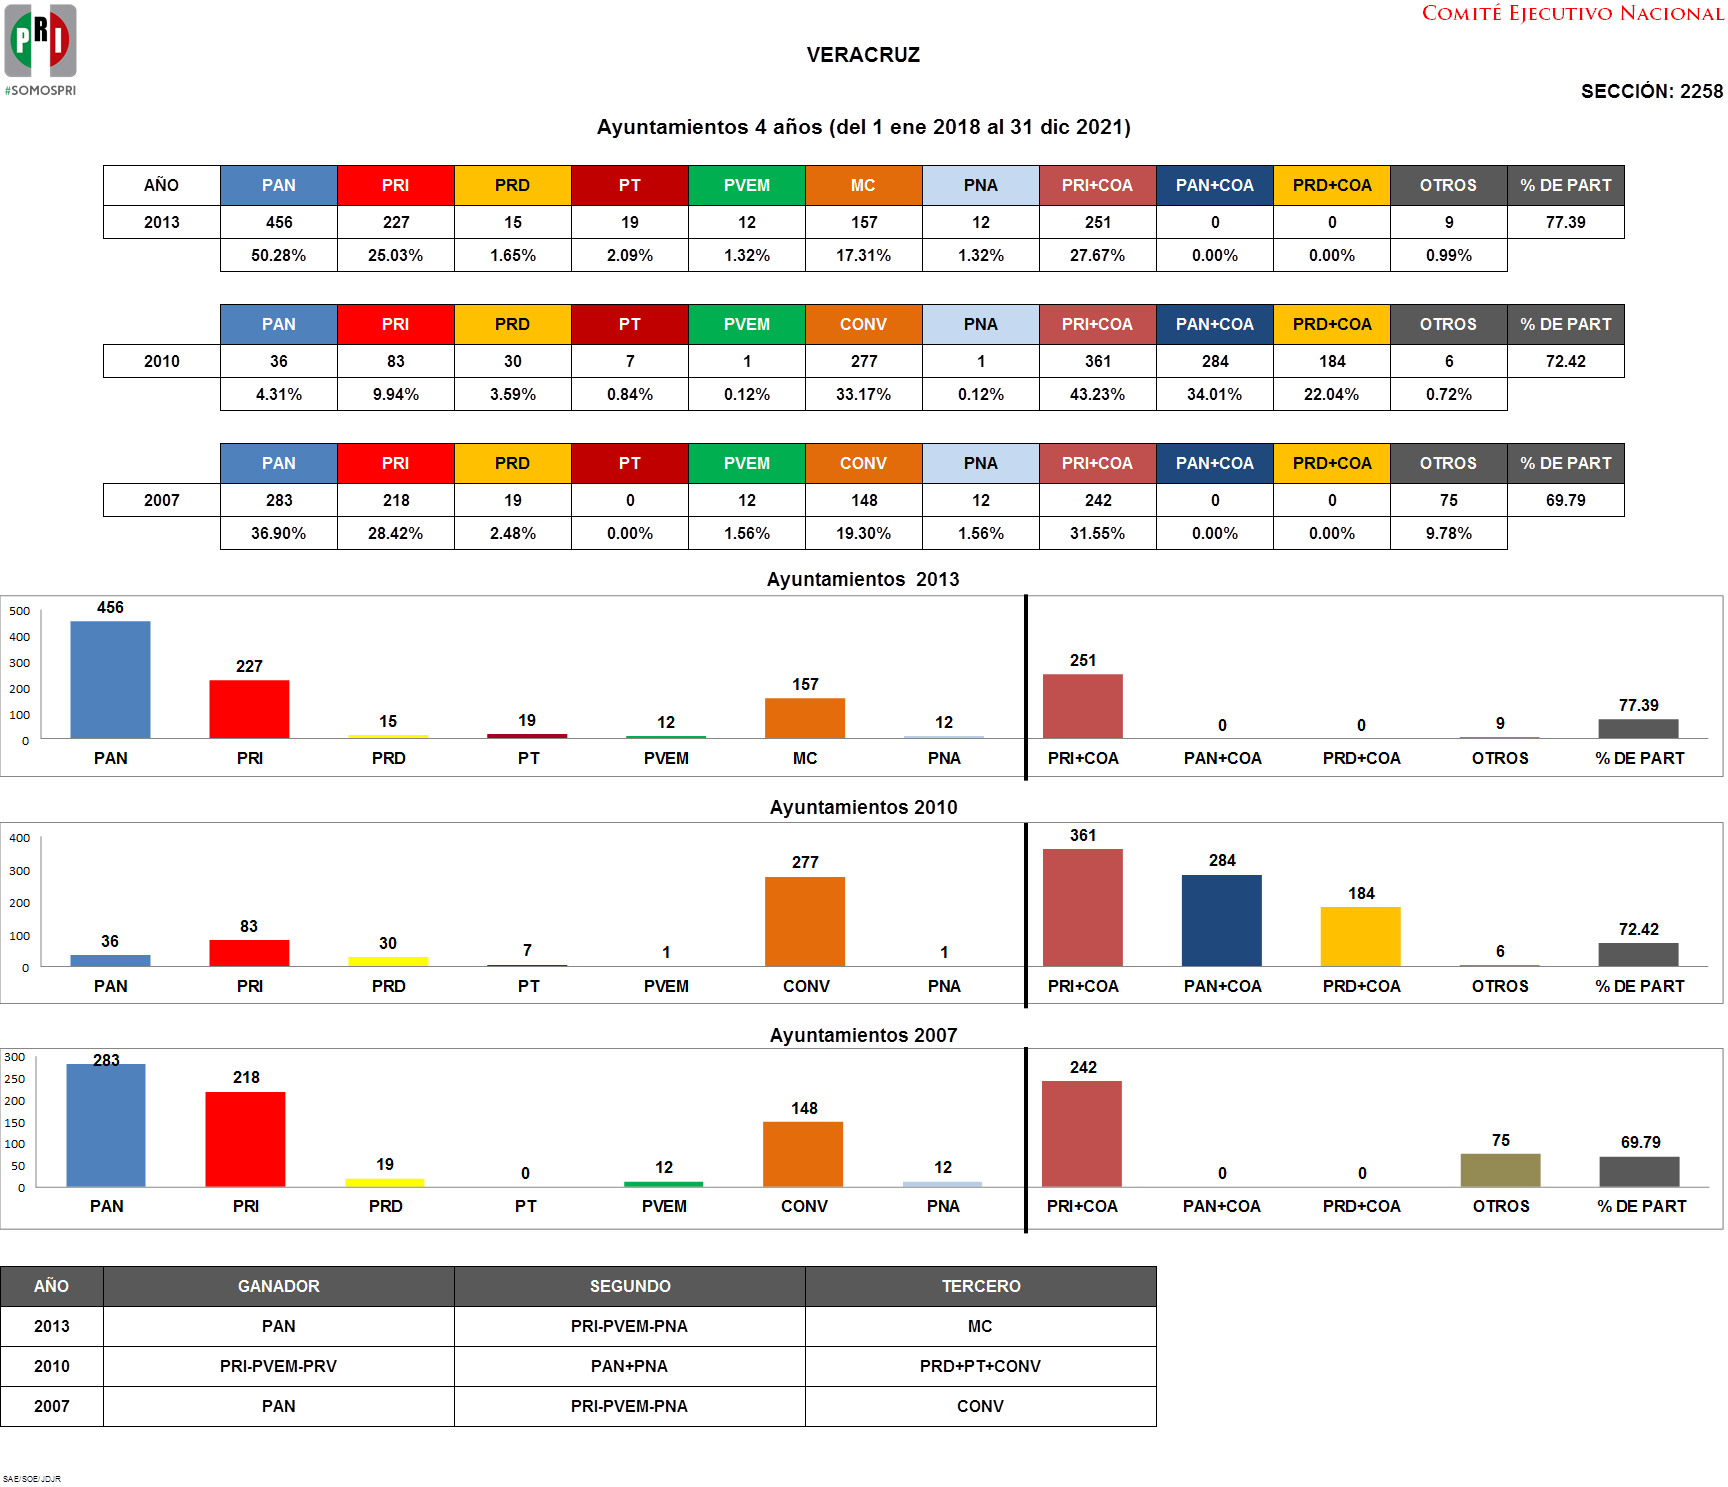 PRI
#SOMOSPRI
COMITÉ EJECUTIVO NACIONAL
VERACRUZ
SECCIÓN: 2258
Ayuntamientos 4 años (del 1 ene 2018 al 31 dic 2021)
AÑO PAN PRI PRD PT PVEM MC PNA PRI+COA PAN+COA PRD+COA OTROS % DE PART
2013 456 227 15 19 12 157 12 251 0 0 9 77.39
50.28% 25.03% 1.65% 2.09% 1.32% 17.31% 1.32% 27.67% 0.00% 0.00% 0.99%
PAN PRI PRD PT PVEM CONV PNA PRI+COA PAN+COA PRD+COA OTROS % DE PART
2010 36 83 30 7 1 277 1 361 284 184 6 72.42
4.31% 9.94% 3.59% 0.84% 0.12% 33.17% 0.12% 43.23% 34.01% 22.04% 0.72%
PAN PRI PRD PT PVEM CONV PNA PRI+COA PAN+COA PRD+COA OTROS % DE PART
2007 283 218 19 0 12 148 12 242 0 0 75 69.79
36.90% 28.42% 2.48% 0.00% 1.56% 19.30% 1.56% 31.55% 0.00% 0.00% 9.78%
Ayuntamientos 2013
500
400
300
200
100
0
456 227 15 19 12 157 12 251 0 0 9 77.39
PAN PRI PRD PT PVEM MC PNA PRI+COA PAN+COA PRD+COA OTROS % DE PART
Ayuntamientos 2010
400
300
200
100
0
36 83 30 7 1 277 1 361 284 184 6 72.42
PAN PRI PRD PT PVEM CONV PNA PRI+COA PAN+COA PRD+COA OTROS % DE PART
Ayuntamientos 2007
300
250
200
150
100
50
0
283 218 19 0 12 148 12 242 0 0 75 69.79
PAN PRI PRD PT PVEM CONV PNA PRI+COA PAN+COA PRD+COA OTROS % DE PART
AÑO GANADOR SEGUNDO TERCERO
2013 PAN PRI-PVEM-PNA MC
2010 PRI-PVEM-PRV PAN+PNA PRD+PT+CONV
2007 PAN PRI-PVEM-PNA CONV
SAE/SOE/JDJR